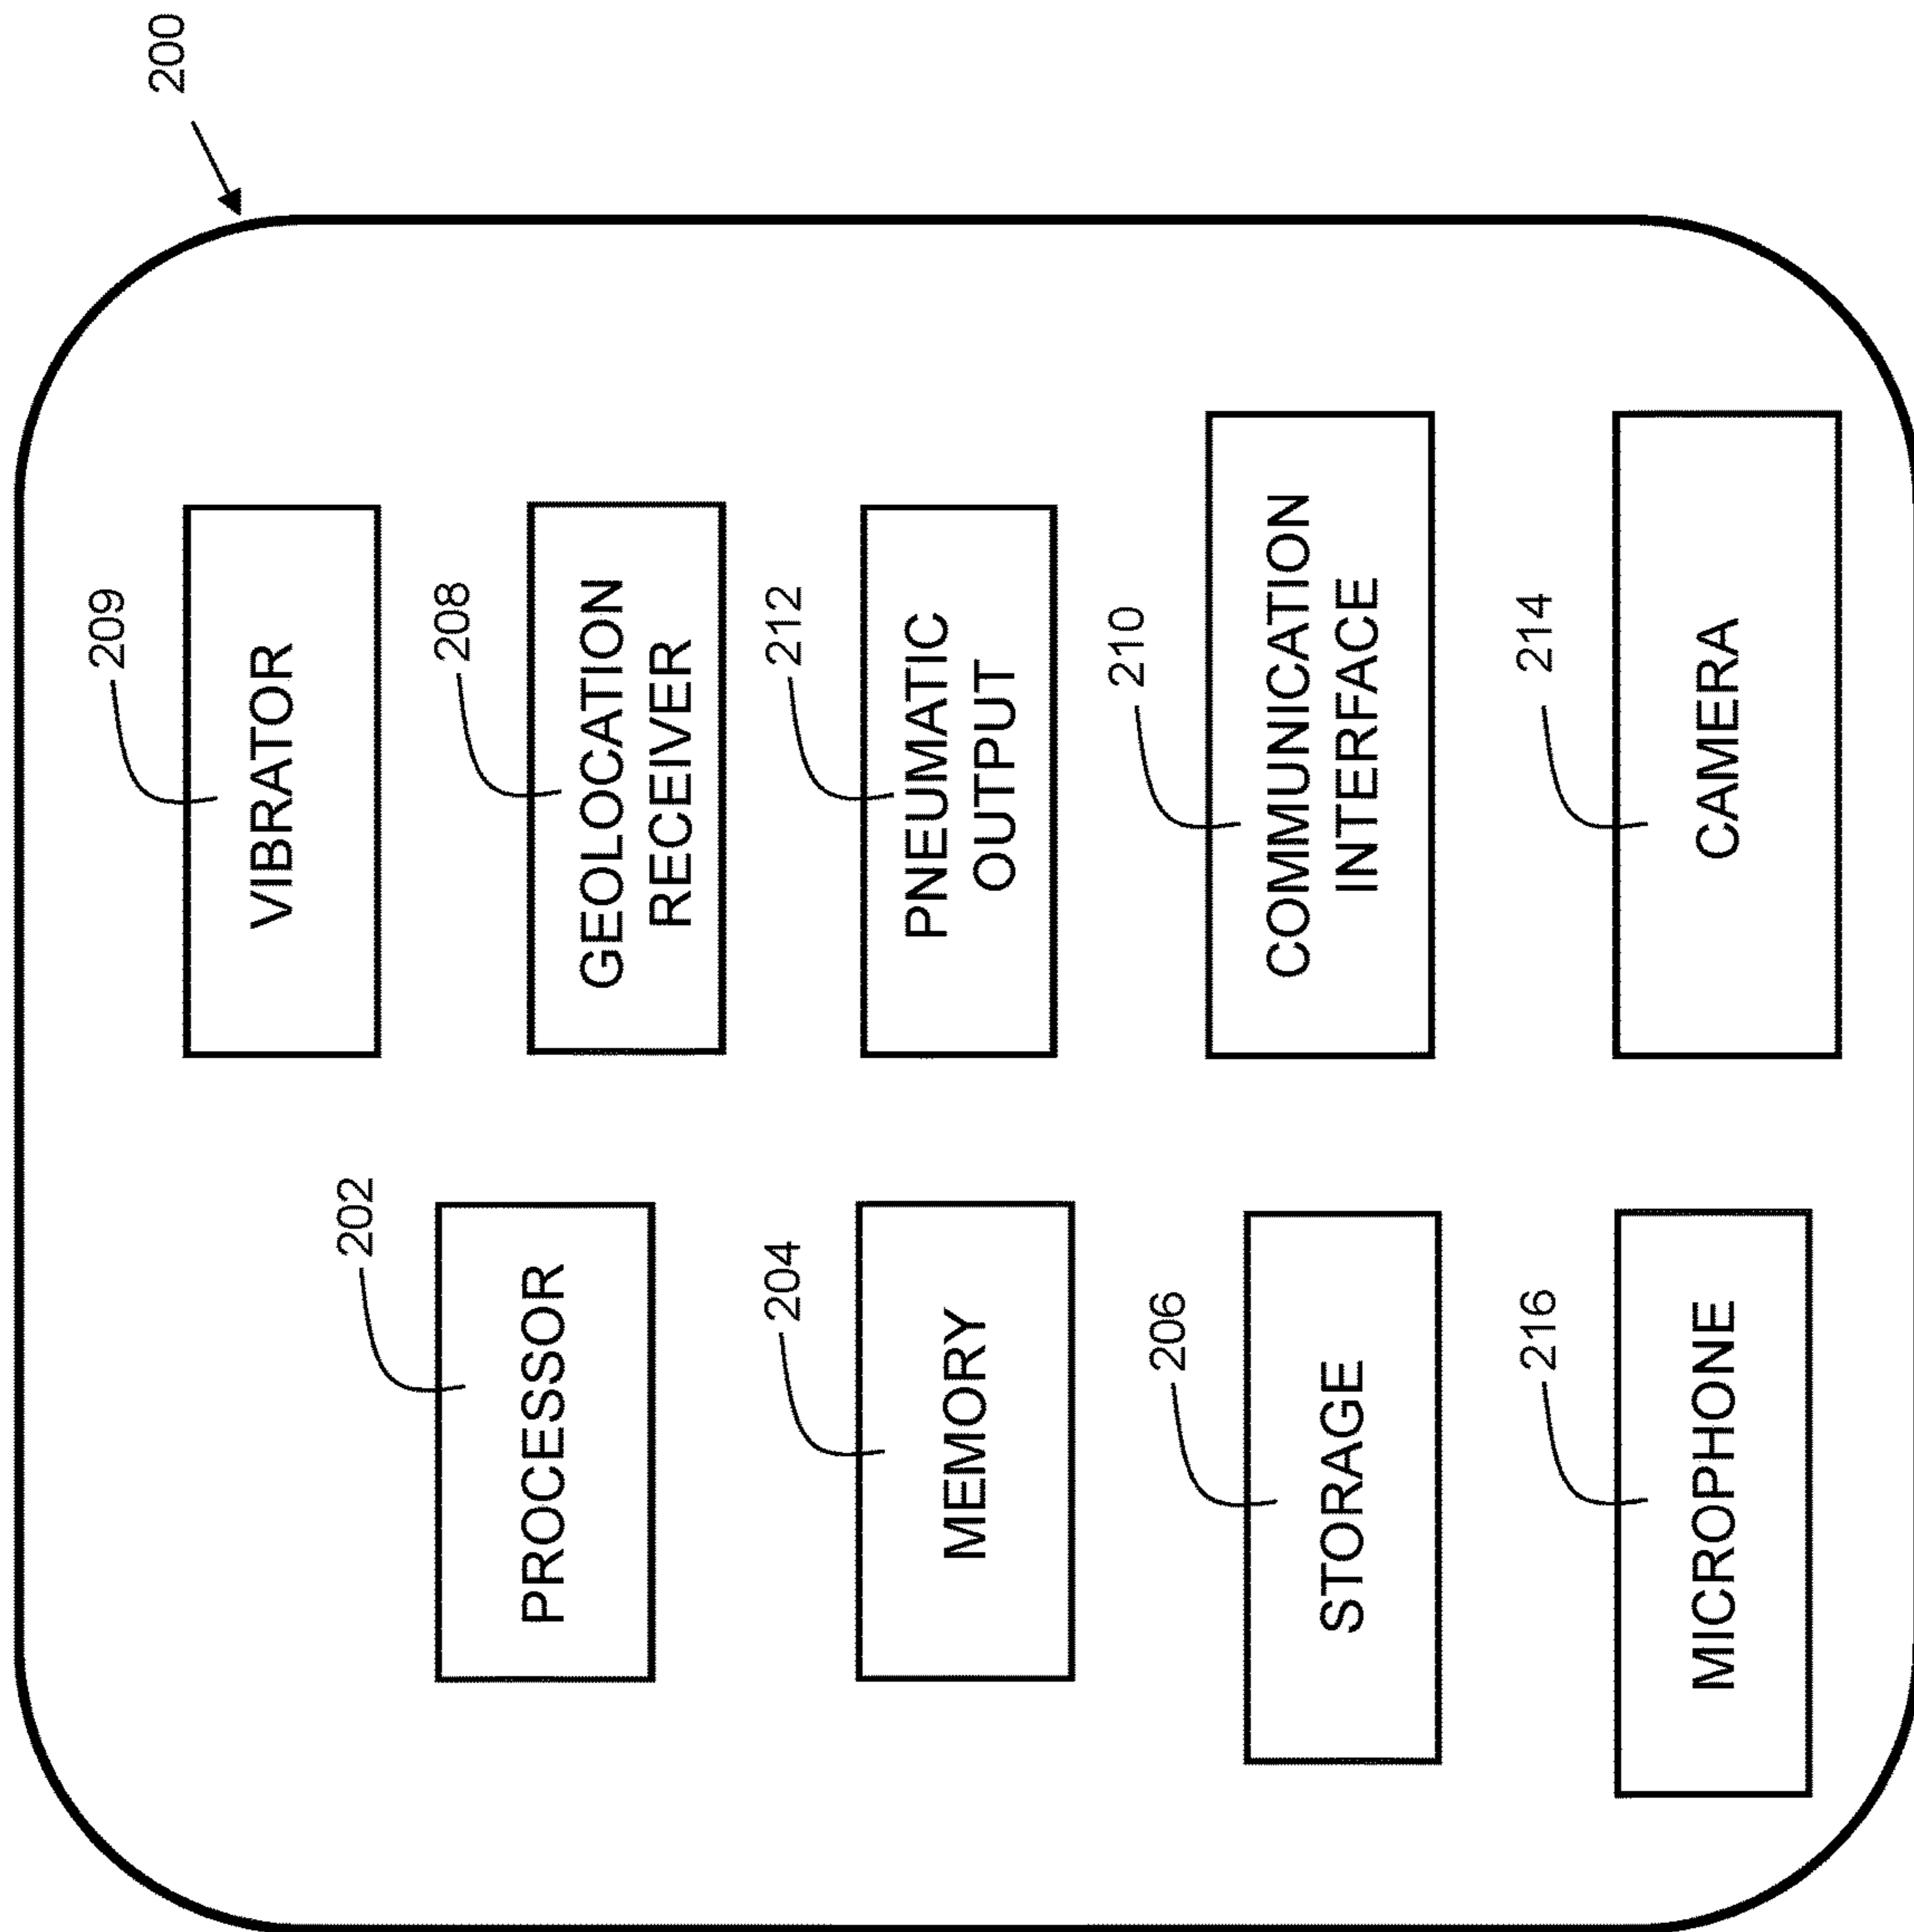 200
202
PROCESSOR
204
MEMORY
206
STORAGE
216
MICROPHONE
209
VIBRATOR
208
GEOLOCATION
RECEIVER
212
PNEUMATIC
OUTPUT
210
COMMUNICATION
INTERFACE
214
CAMERA